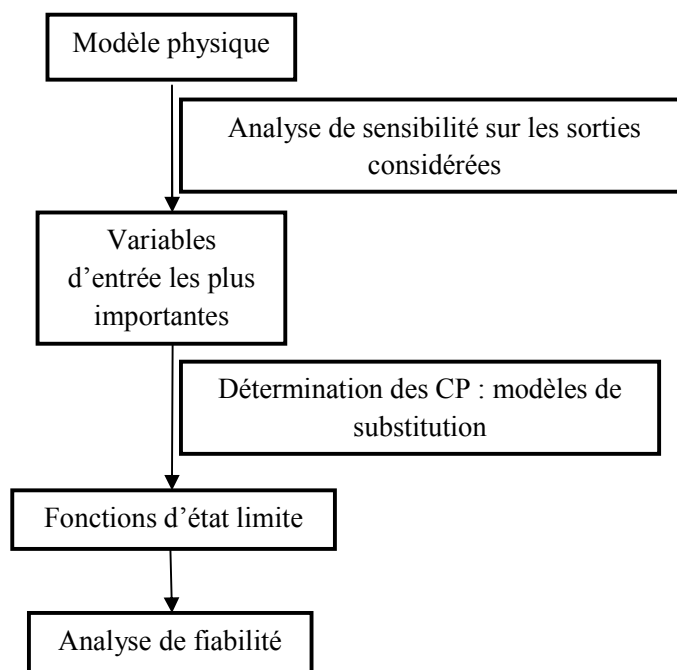 Modèle physique
Analyse de sensibilité sur les sorties
considérées
Variables
d’entrée les plus
importantes
Détermination des CP : modèles de
substitution
Fonctions d’état limite
Analyse de fiabilité